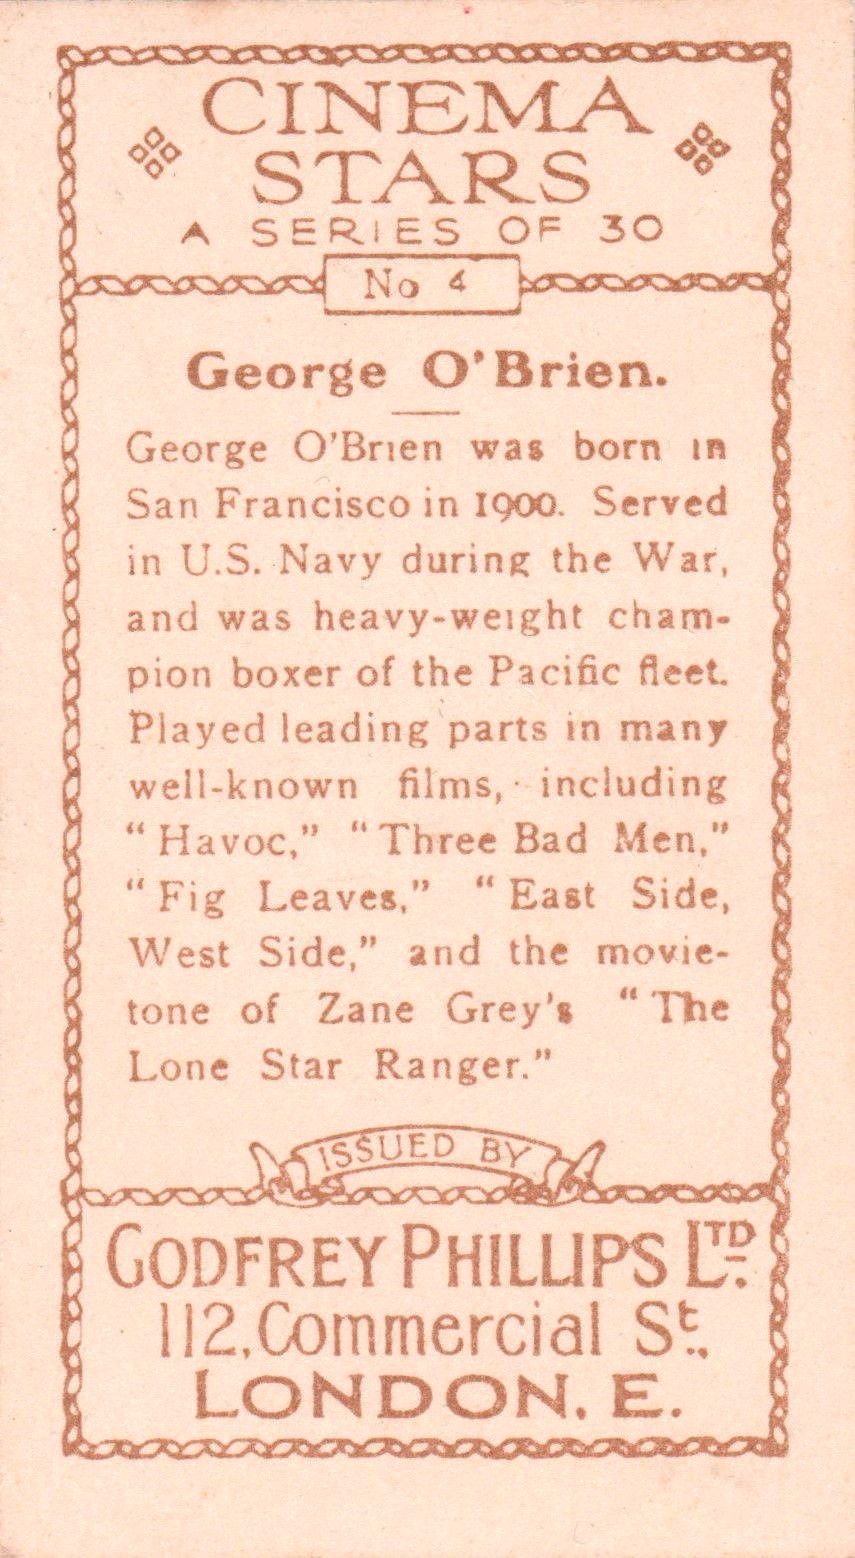 CINEMA
STARS
A SERIES OF 30
No 4
George O'Brien.
George O'Brien was born in
San Francisco in 1900. Served
in U.S. Navy during the War,
and was heavy-weight cham-
pion boxer of the Pacific fleet.
Played leading parts in many
well-known films, including
"Havoc," "Three Bad Men,"
"Fig Leaves," "East Side,
West Side," and the movie-
tone of Zane Grey's "The
Lone Star Ranger."
ISSUED BY
GODFREY PHILLIPS LTD.
112, Commercial St.,
LONDON. E.